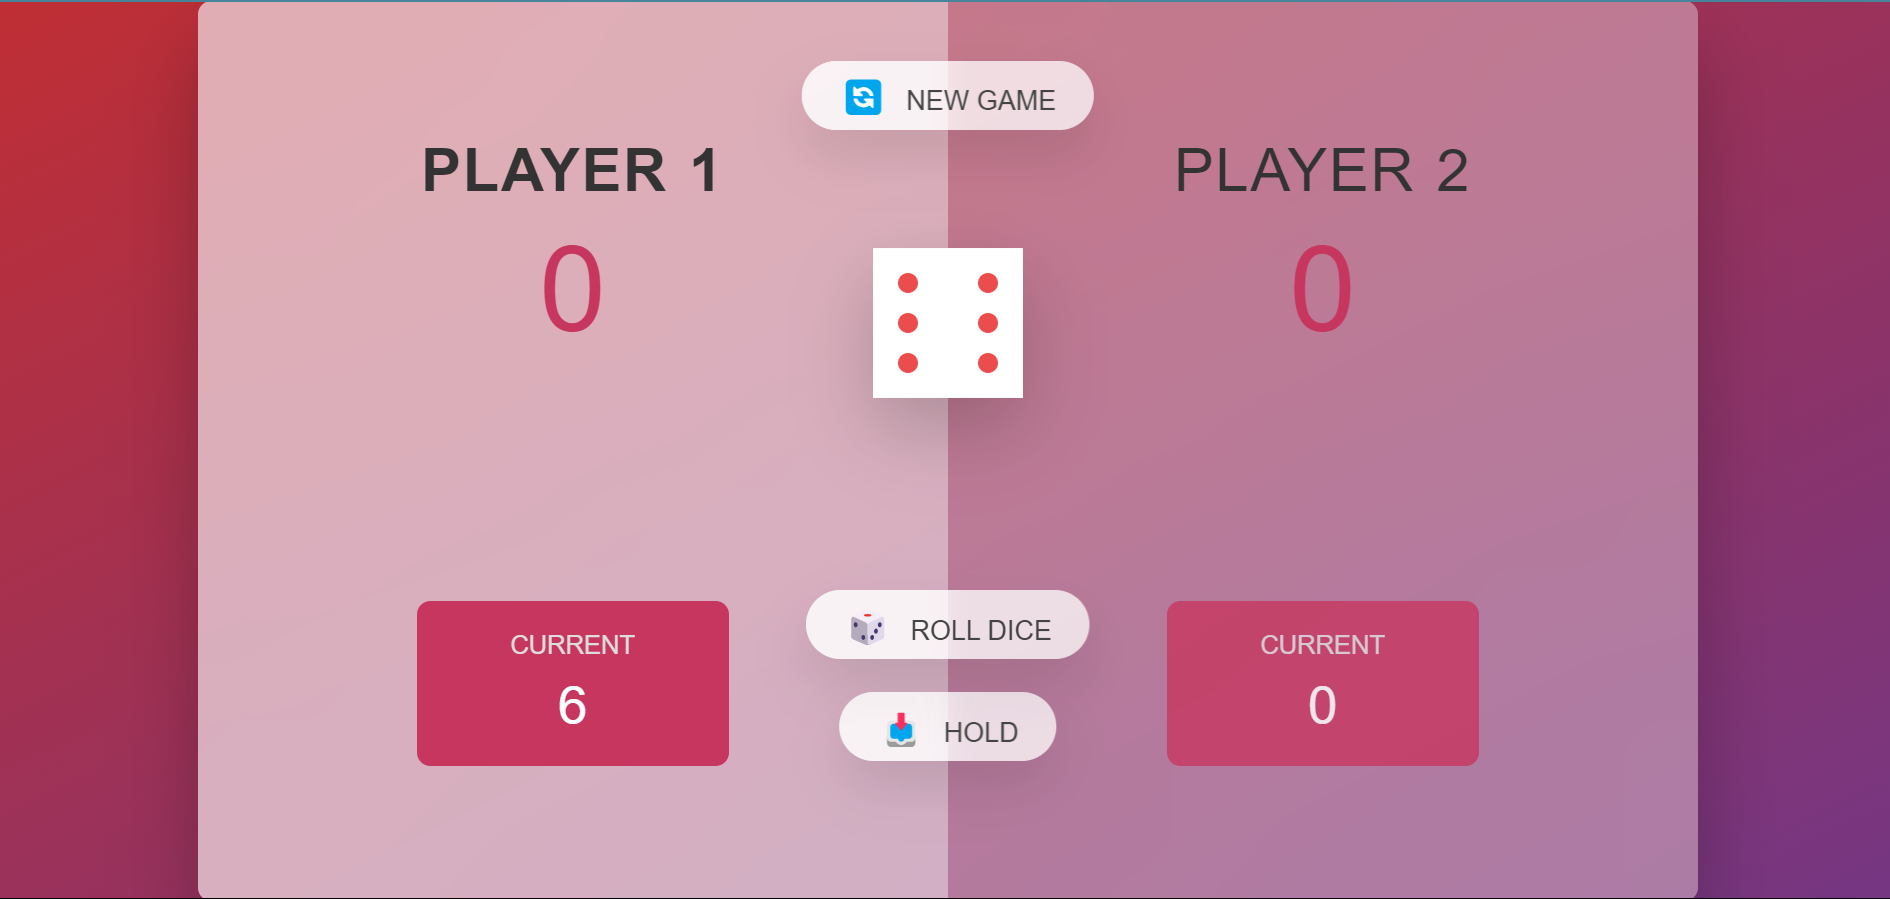 NEW GAME
PLAYER 1
0
PLAYER 2
0
CURRENT
6
ROLL DICE
HOLD
CURRENT
0